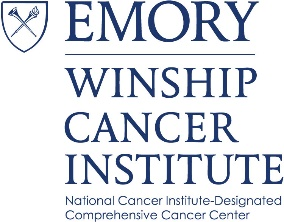 EMORY
WINSHIP
CANCER
INSTITUTE
National Cancer Institute-Designated
Comprehensive Cancer Center